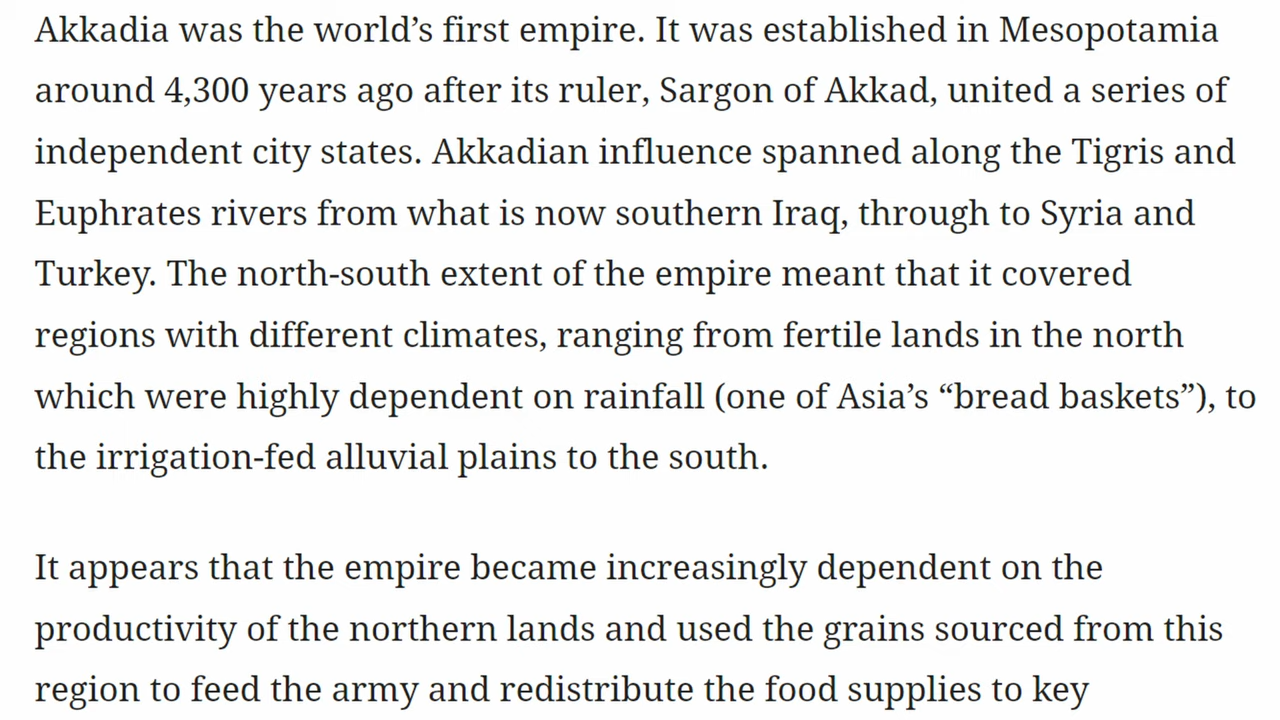 Akkadia was the world’s first empire. It was established in Mesopotamia
around 4,300 years ago after its ruler, Sargon of Akkad, united a series of
independent city states. Akkadian influence spanned along the Tigris and
Euphrates rivers from what is now southern Iraq, through to Syria and
Turkey. The north-south extent of the empire meant that it covered
regions with different climates, ranging from fertile lands in the north
which were highly dependent on rainfall (one of Asia’s “bread baskets”), to
the irrigation-fed alluvial plains to the south.
It appears that the empire became increasingly dependent on the
productivity of the northern lands and used the grains sourced from this
region to feed the army and redistribute the food supplies to key